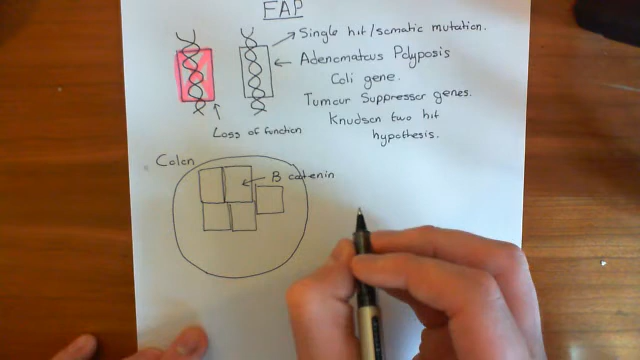 FAP
Single hit/somatic mutation.
Adenomatous Polyposis
Coli gene.
Tumour Suppressor genes.
Knudson two hit
hypothesis.
Loss of function
Colon
B catenin